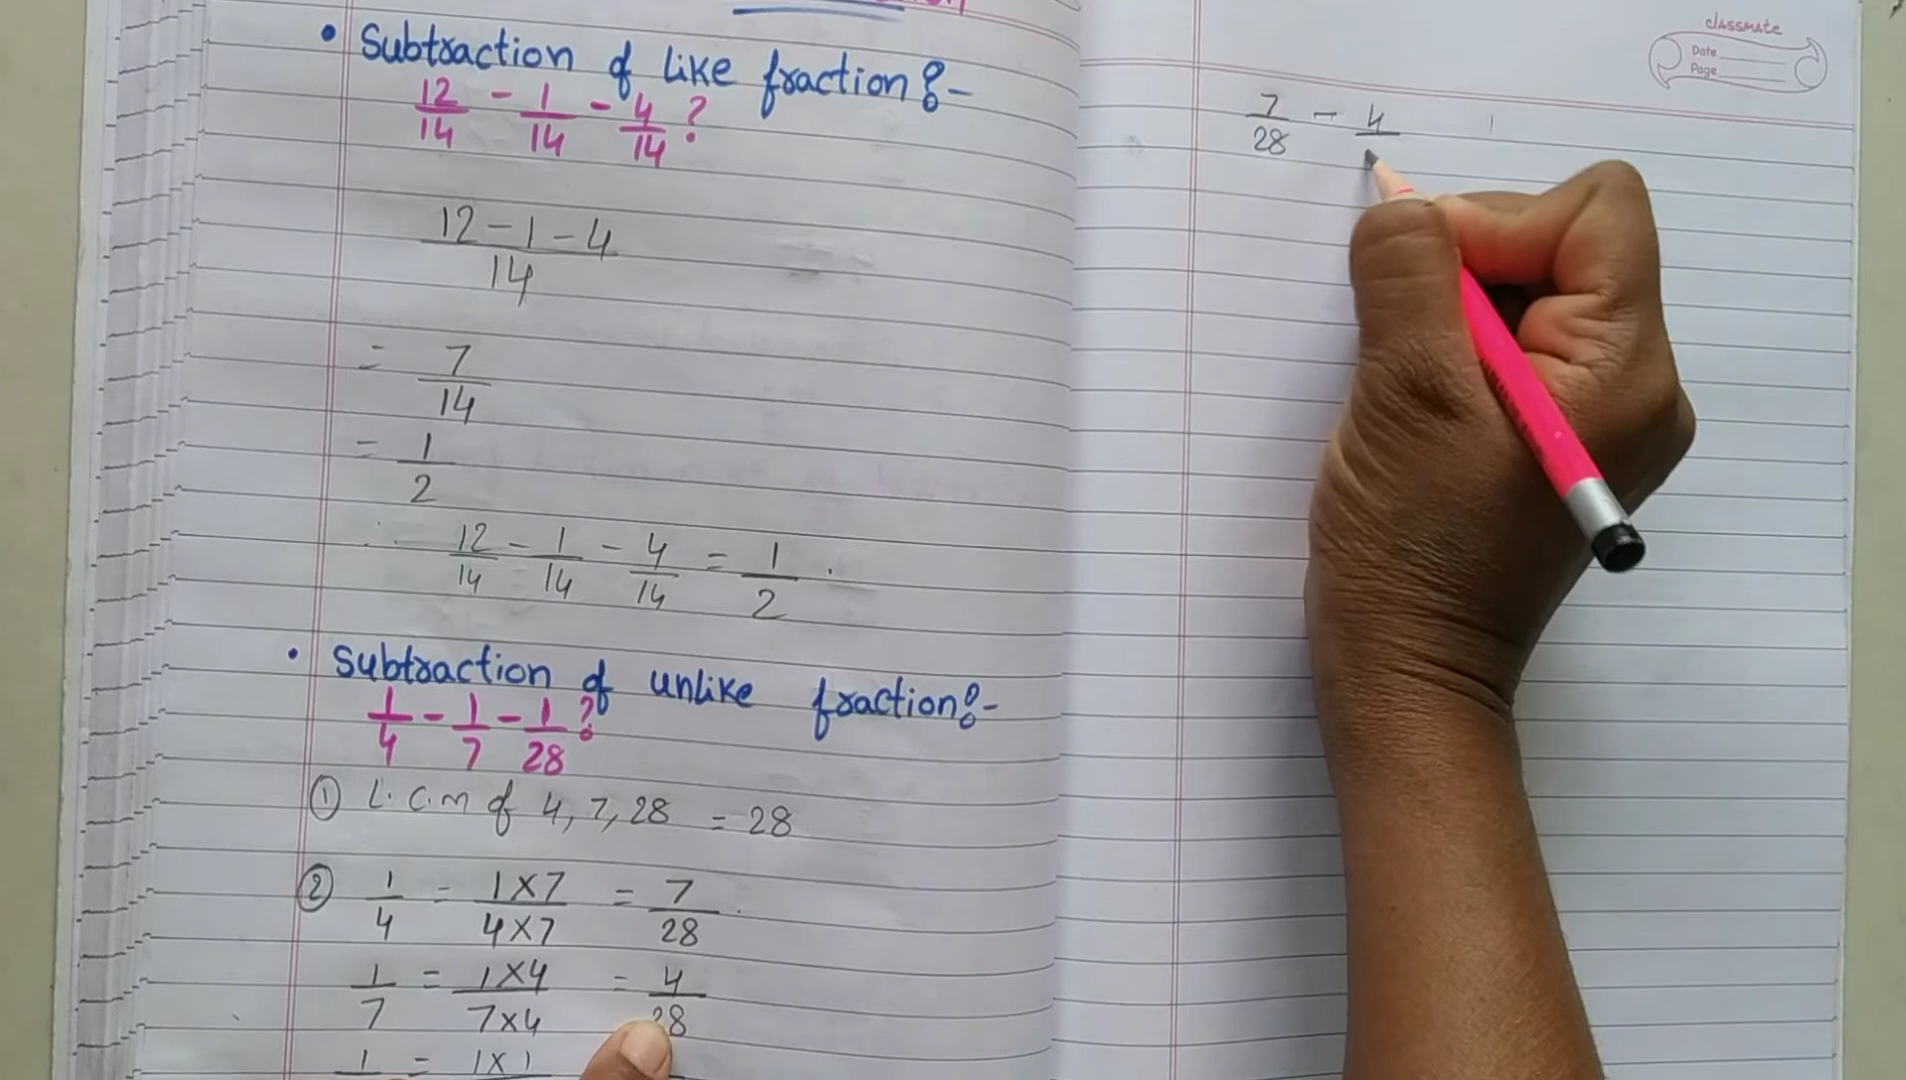 • Subtraction of like fraction:-
12/14 - 1/14 - 4/14 ?
12 - 1 - 4 / 14
= 7/14
= 1/2
∴ 12/14 - 1/14 - 4/14 = 1/2 .
• Subtraction of unlike fraction:-
1/4 - 1/7 - 1/28 ?
① L.C.M of 4, 7, 28 = 28
② 1/4 = 1×7/4×7 = 7/28 .
1/7 = 1×4/7×4 = 4/28
1 = 1×1
classmate
Date
Page
7/28 - 4